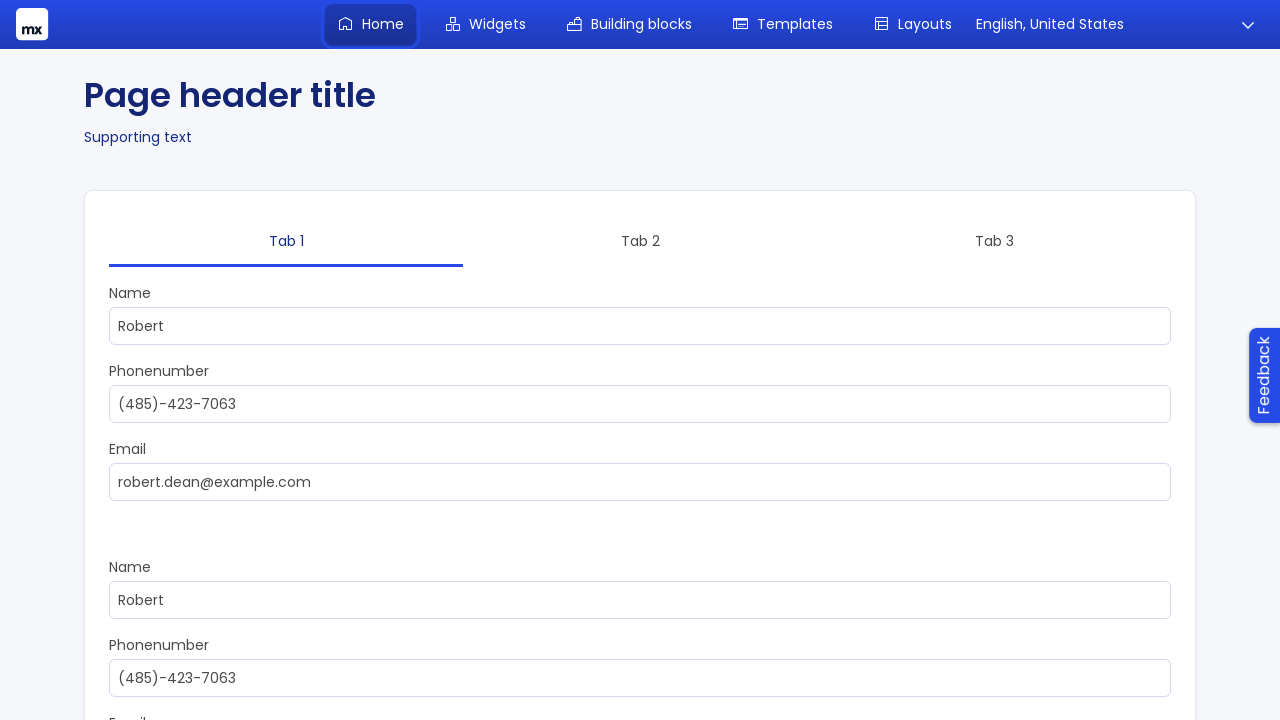 mx Home Widgets Building blocks Templates Layouts English, United States
Page header title
Supporting text
Tab 1 Tab 2 Tab 3
Name
Robert
Phonenumber
(485)-423-7063
Email
robert.dean@example.com
Feedback
Name
Robert
Phonenumber
(485)-423-7063